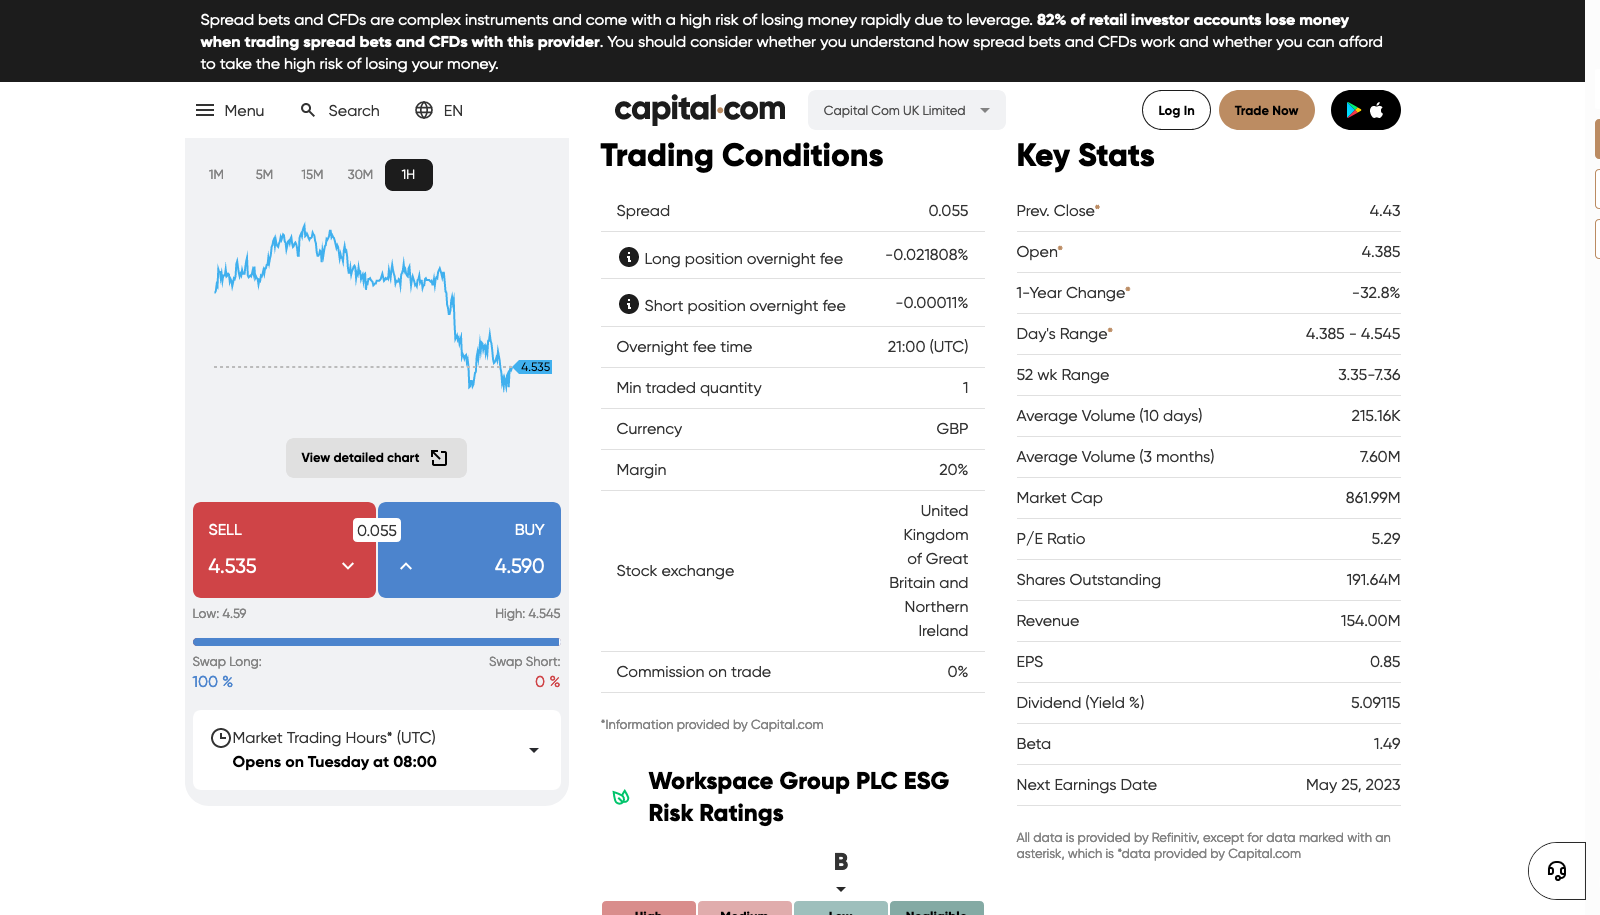 Spread bets and CFDs are complex instruments and come with a high risk of losing money rapidly due to leverage. 82% of retail investor accounts lose money
when trading spread bets and CFDs with this provider. You should consider whether you understand how spread bets and CFDs work and whether you can afford
to take the high risk of losing your money.
Menu Search EN capital.com Capital Com UK Limited Log In Trade Now
1M 5M 15M 30M 1H
4.535
View detailed chart
SELL 0.055 BUY
4.535 4.590
Low: 4.59 High: 4.545
Swap Long: Swap Short:
100 % 0 %
Market Trading Hours* (UTC)
Opens on Tuesday at 08:00
Trading Conditions
Spread 0.055
Long position overnight fee -0.021808%
Short position overnight fee -0.00011%
Overnight fee time 21:00 (UTC)
Min traded quantity 1
Currency GBP
Margin 20%
Stock exchange United
Kingdom
of Great
Britain and
Northern
Ireland
Commission on trade 0%
*Information provided by Capital.com
Workspace Group PLC ESG
Risk Ratings
B
High Medium Low Negligible
Key Stats
Prev. Close* 4.43
Open* 4.385
1-Year Change* -32.8%
Day's Range* 4.385 - 4.545
52 wk Range 3.35-7.36
Average Volume (10 days) 215.16K
Average Volume (3 months) 7.60M
Market Cap 861.99M
P/E Ratio 5.29
Shares Outstanding 191.64M
Revenue 154.00M
EPS 0.85
Dividend (Yield %) 5.09115
Beta 1.49
Next Earnings Date May 25, 2023
All data is provided by Refinitiv, except for data marked with an
asterisk, which is *data provided by Capital.com